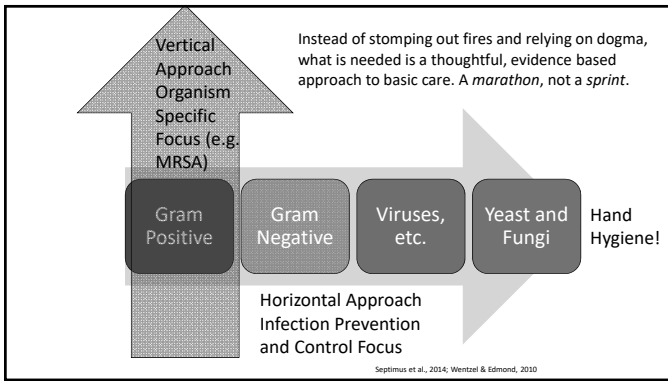 Vertical
Approach
Organism
Specific
Focus (e.g.
MRSA)
Instead of stomping out fires and relying on dogma,
what is needed is a thoughtful, evidence based
approach to basic care. A marathon, not a sprint.
Gram
Positive
Gram
Negative
Viruses,
etc.
Yeast and
Fungi
Hand
Hygiene!
Horizontal Approach
Infection Prevention
and Control Focus
Septimus et al., 2014; Wentzel & Edmond, 2010